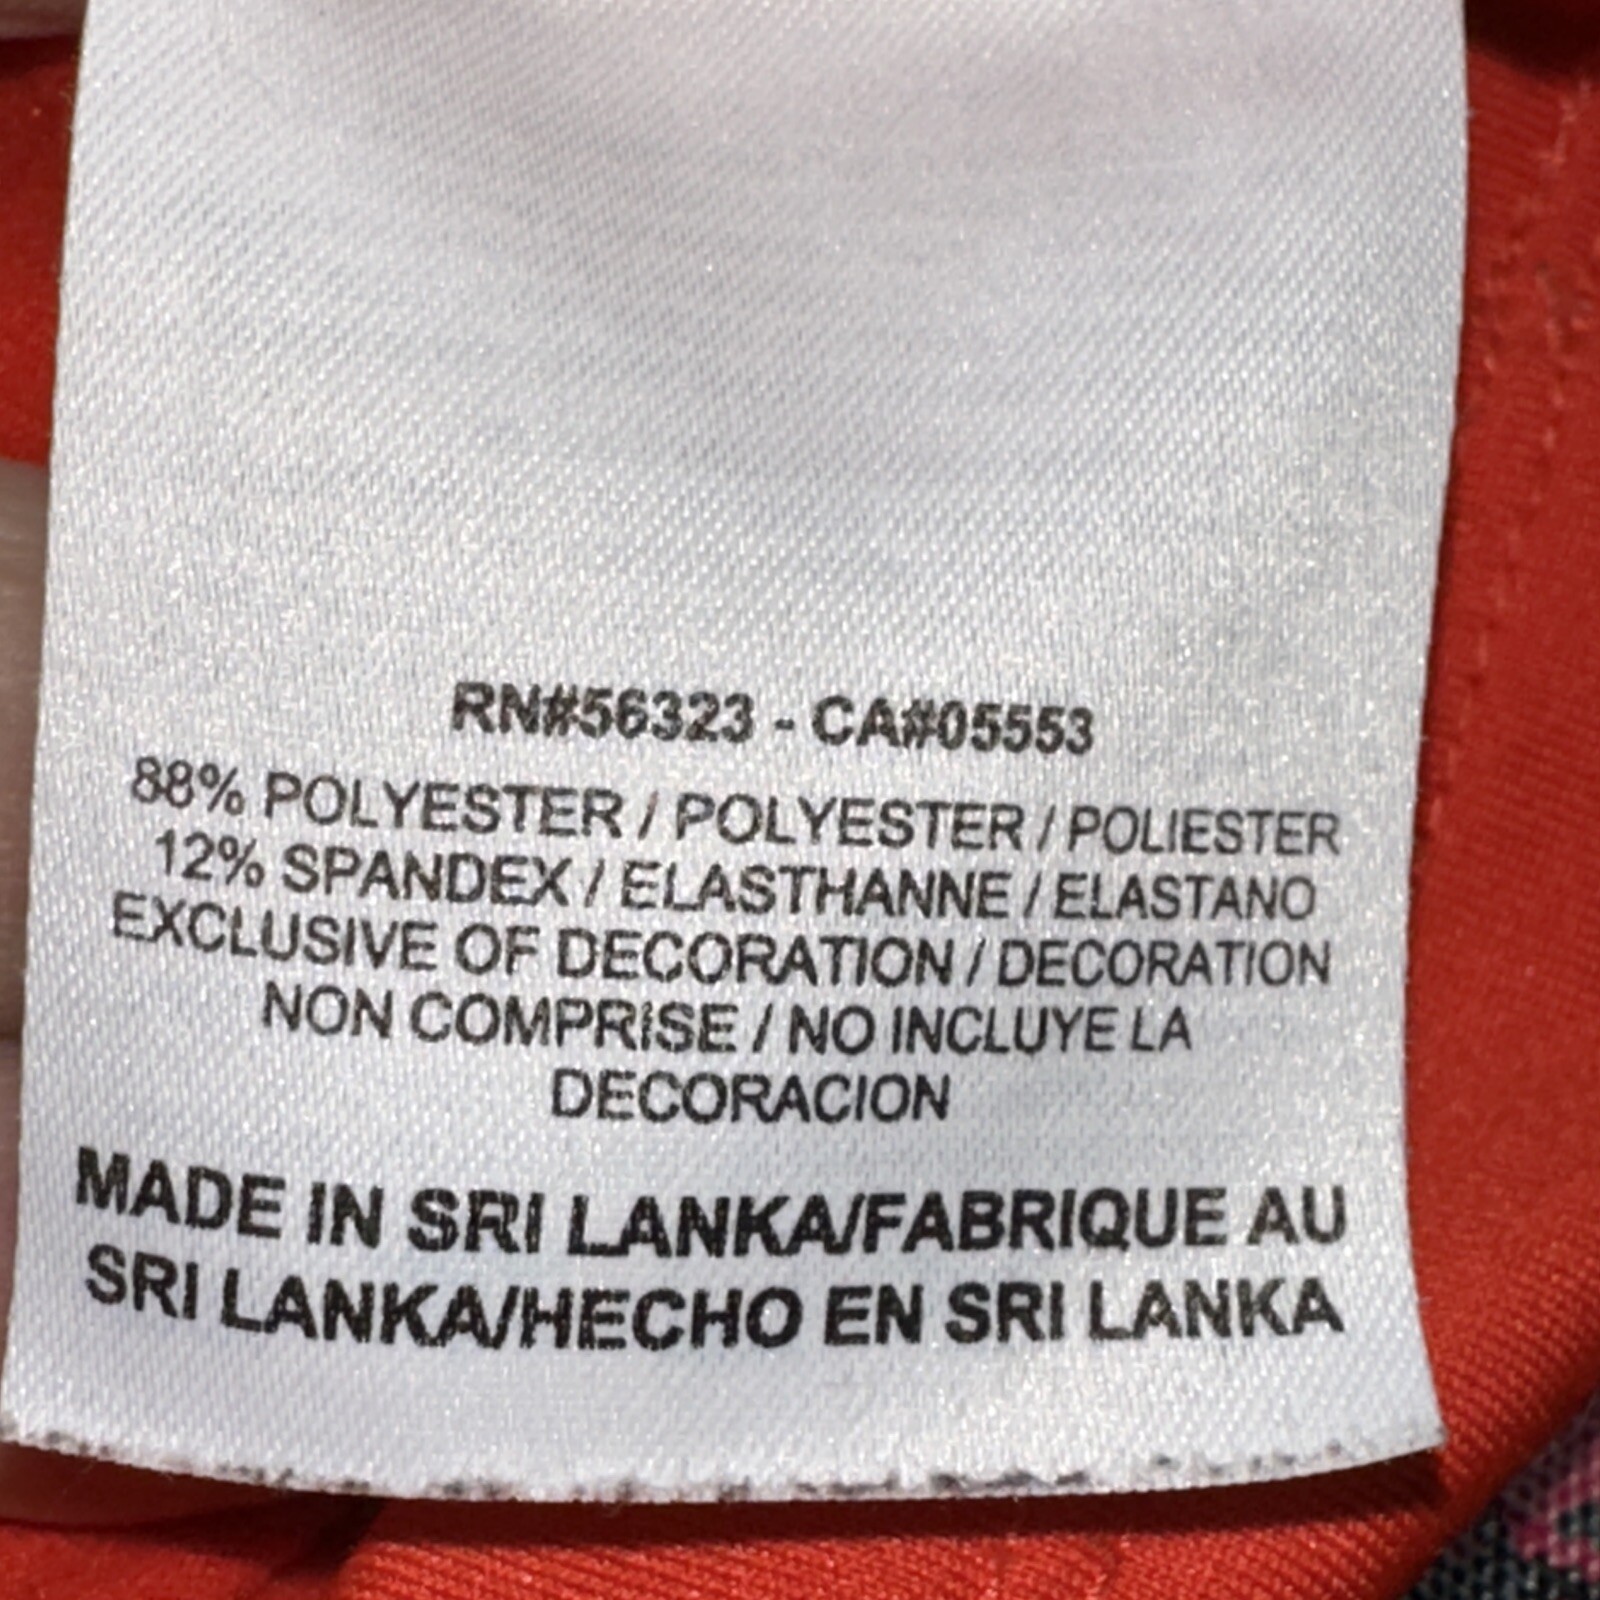 RN#56323 - CA#05553
88% POLYESTER / POLYESTER / POLIESTER
12% SPANDEX / ELASTHANNE / ELASTANO
EXCLUSIVE OF DECORATION / DECORATION
NON COMPRISE / NO INCLUYE LA
DECORACION
MADE IN SRI LANKA/FABRIQUE AU
SRI LANKA/HECHO EN SRI LANKA